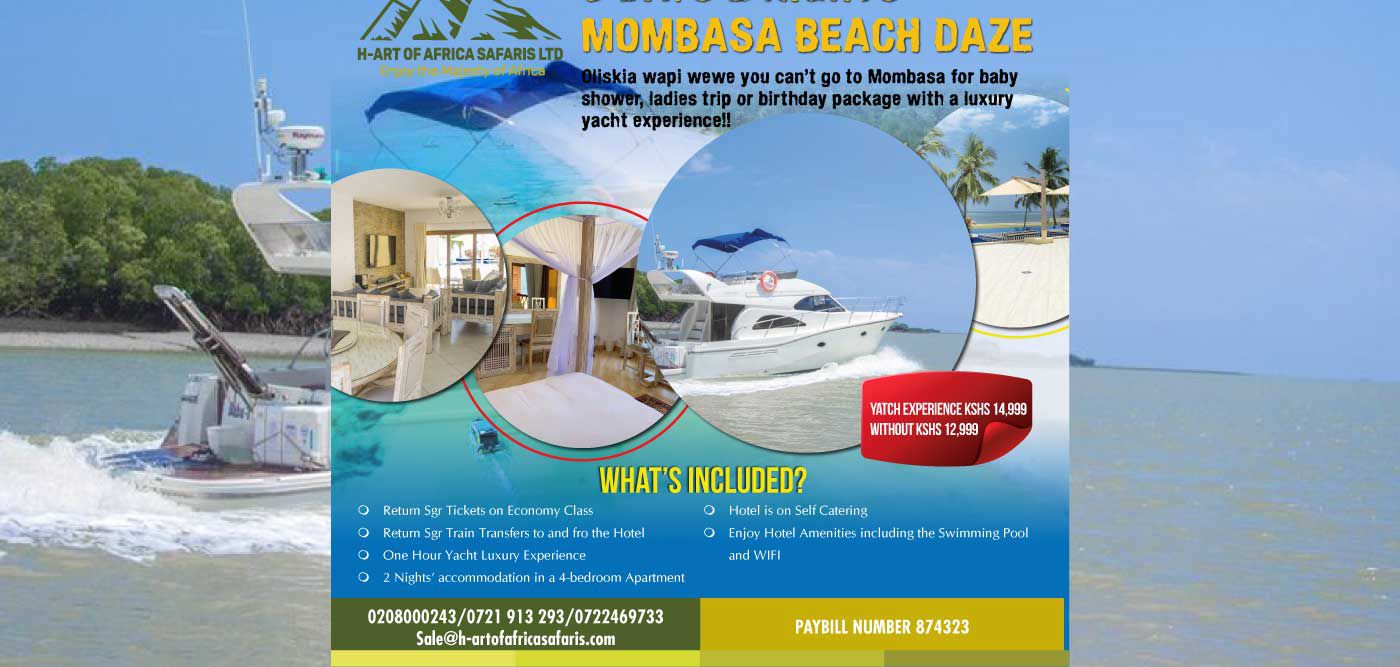 H-ART OF AFRICA SAFARIS LTD
Enjoy the Majesty of Africa
MOMBASA BEACH DAZE
Oliskia wapi wewe you can't go to Mombasa for baby
shower, ladies trip or birthday package with a luxury
yacht experience!!
Raymarine
YATCH EXPERIENCE KSHS 14,999
WITHOUT KSHS 12,999
WHAT'S INCLUDED?
Return Sgr Tickets on Economy Class
Return Sgr Train Transfers to and fro the Hotel
One Hour Yacht Luxury Experience
2 Nights' accommodation in a 4-bedroom Apartment
Hotel is on Self Catering
Enjoy Hotel Amenities including the Swimming Pool
and WIFI
0208000243/0721 913 293/0722469733
Sale@h-artofafricasafaris.com
PAYBILL NUMBER 874323